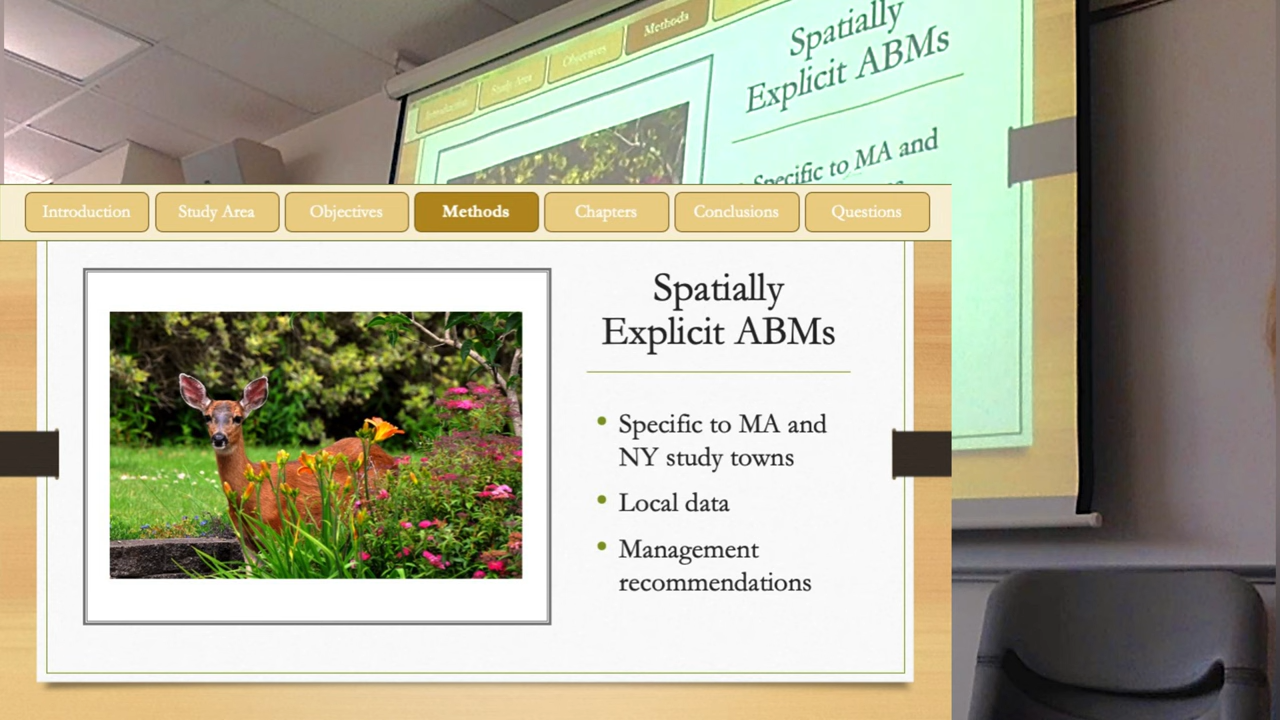 Introduction
Study Area
Objectives
Methods
Spatially
Explicit ABMs
Specific to MA and
Introduction
Study Area
Objectives
Methods
Chapters
Conclusions
Questions
Spatially
Explicit ABMs
• Specific to MA and
NY study towns
• Local data
• Management
recommendations